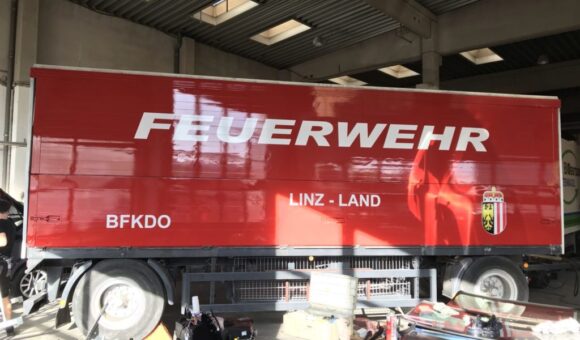 FEUERWEHR
LINZ - LAND
BFKDO